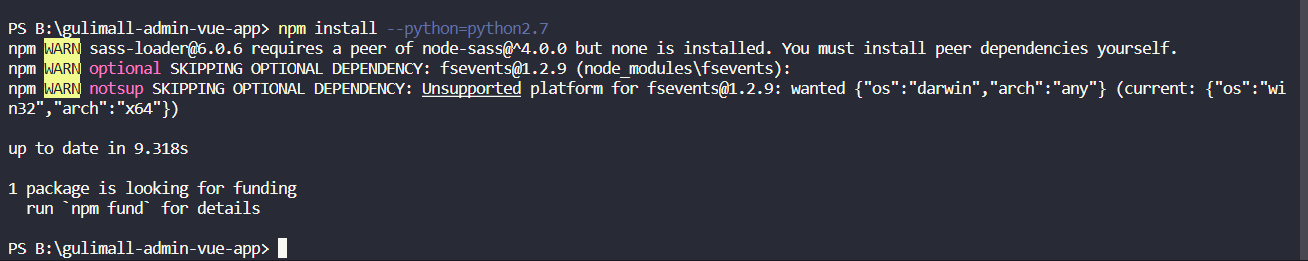 PS B:\gulimall-admin-vue-app> npm install --python=python2.7
npm WARN sass-loader@6.0.6 requires a peer of node-sass@^4.0.0 but none is installed. You must install peer dependencies yourself.
npm WARN optional SKIPPING OPTIONAL DEPENDENCY: fsevents@1.2.9 (node_modules\fsevents):
npm WARN notsup SKIPPING OPTIONAL DEPENDENCY: Unsupported platform for fsevents@1.2.9: wanted {"os":"darwin","arch":"any"} (current: {"os":"wi
n32","arch":"x64"})
up to date in 9.318s
1 package is looking for funding
  run `npm fund` for details
PS B:\gulimall-admin-vue-app>